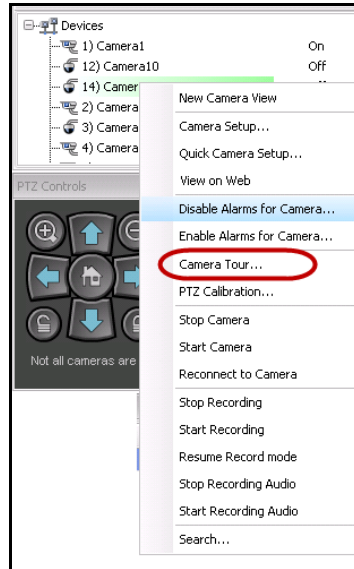 Devices
1) Camera1 On
12) Camera10 Off
14) Camer
2) Camera
3) Camera
4) Camera
PTZ Controls
Not all cameras are
New Camera View
Camera Setup...
Quick Camera Setup...
View on Web
Disable Alarms for Camera...
Enable Alarms for Camera...
Camera Tour...
PTZ Calibration...
Stop Camera
Start Camera
Reconnect to Camera
Stop Recording
Start Recording
Resume Record mode
Stop Recording Audio
Start Recording Audio
Search...